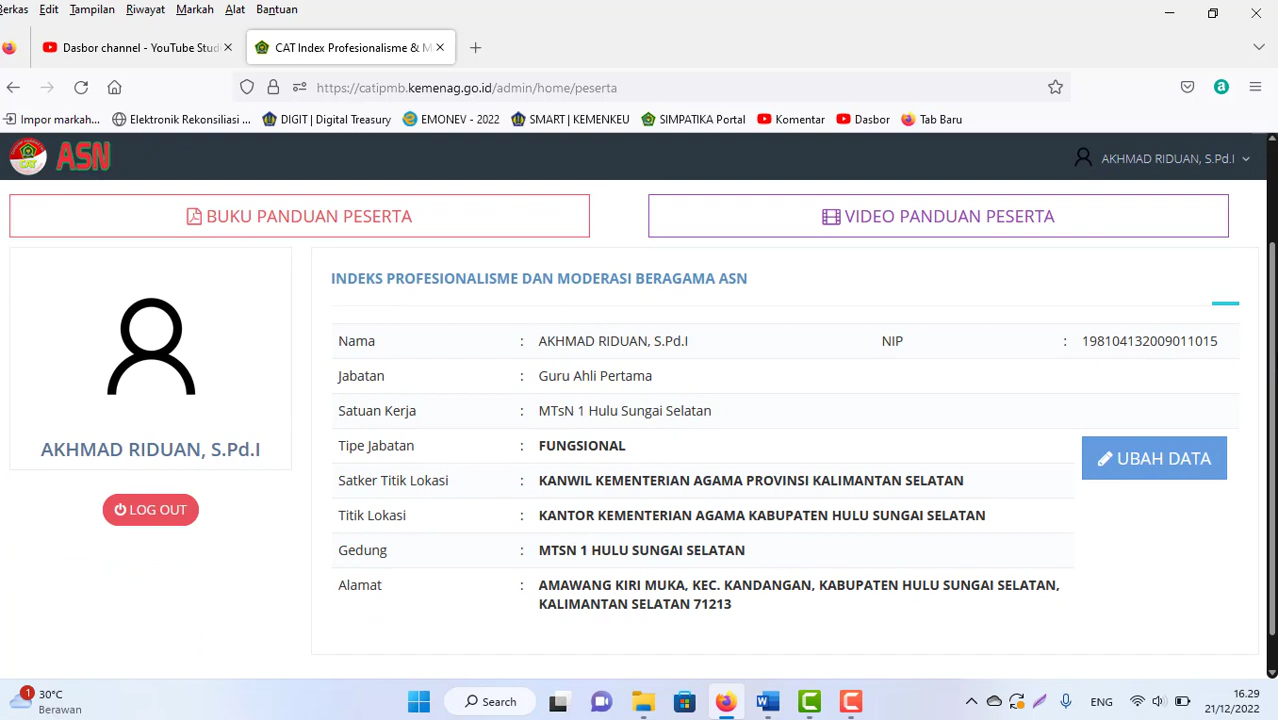 Berkas Edit Tampilan Riwayat Markah Alat Bantuan
Dasbor channel - YouTube Stud
CAT Index Profesionalisme & M
https://catipmb.kemenag.go.id/admin/home/peserta
Impor markah...
Elektronik Rekonsiliasi ...
DIGIT | Digital Treasury
EMONEV - 2022
SMART | KEMENKEU
SIMPATIKA Portal
Komentar
Dasbor
Tab Baru
CAT
ASN
AKHMAD RIDUAN, S.Pd.I
BUKU PANDUAN PESERTA
VIDEO PANDUAN PESERTA
AKHMAD RIDUAN, S.Pd.I
LOG OUT
INDEKS PROFESIONALISME DAN MODERASI BERAGAMA ASN
Nama : AKHMAD RIDUAN, S.Pd.I NIP : 198104132009011015
Jabatan : Guru Ahli Pertama
Satuan Kerja : MTsN 1 Hulu Sungai Selatan
Tipe Jabatan : FUNGSIONAL
UBAH DATA
Satker Titik Lokasi : KANWIL KEMENTERIAN AGAMA PROVINSI KALIMANTAN SELATAN
Titik Lokasi : KANTOR KEMENTERIAN AGAMA KABUPATEN HULU SUNGAI SELATAN
Gedung : MTSN 1 HULU SUNGAI SELATAN
Alamat : AMAWANG KIRI MUKA, KEC. KANDANGAN, KABUPATEN HULU SUNGAI SELATAN,
KALIMANTAN SELATAN 71213
1
30°C
Berawan
Search
ENG
16.29
21/12/2022